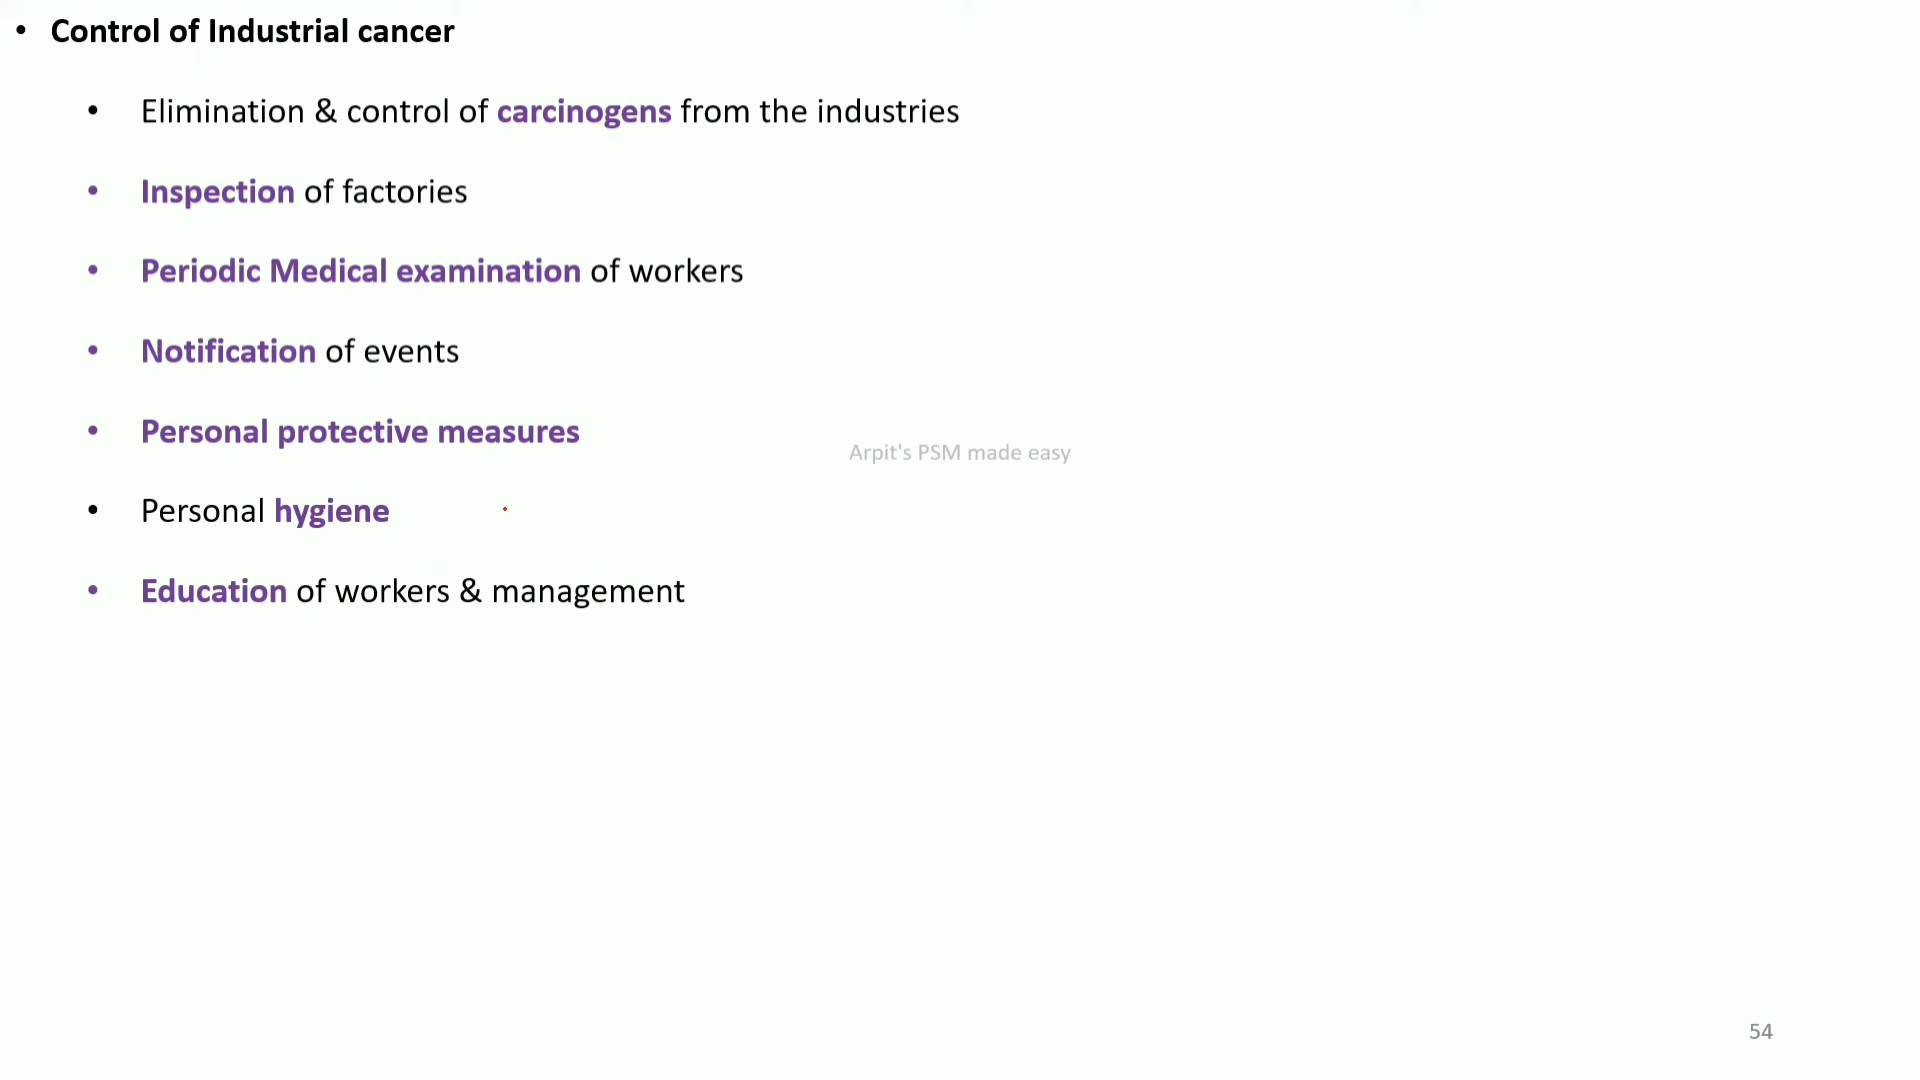 • Control of Industrial cancer
• Elimination & control of carcinogens from the industries
• Inspection of factories
• Periodic Medical examination of workers
• Notification of events
• Personal protective measures
Arpit's PSM made easy
• Personal hygiene
• Education of workers & management
54